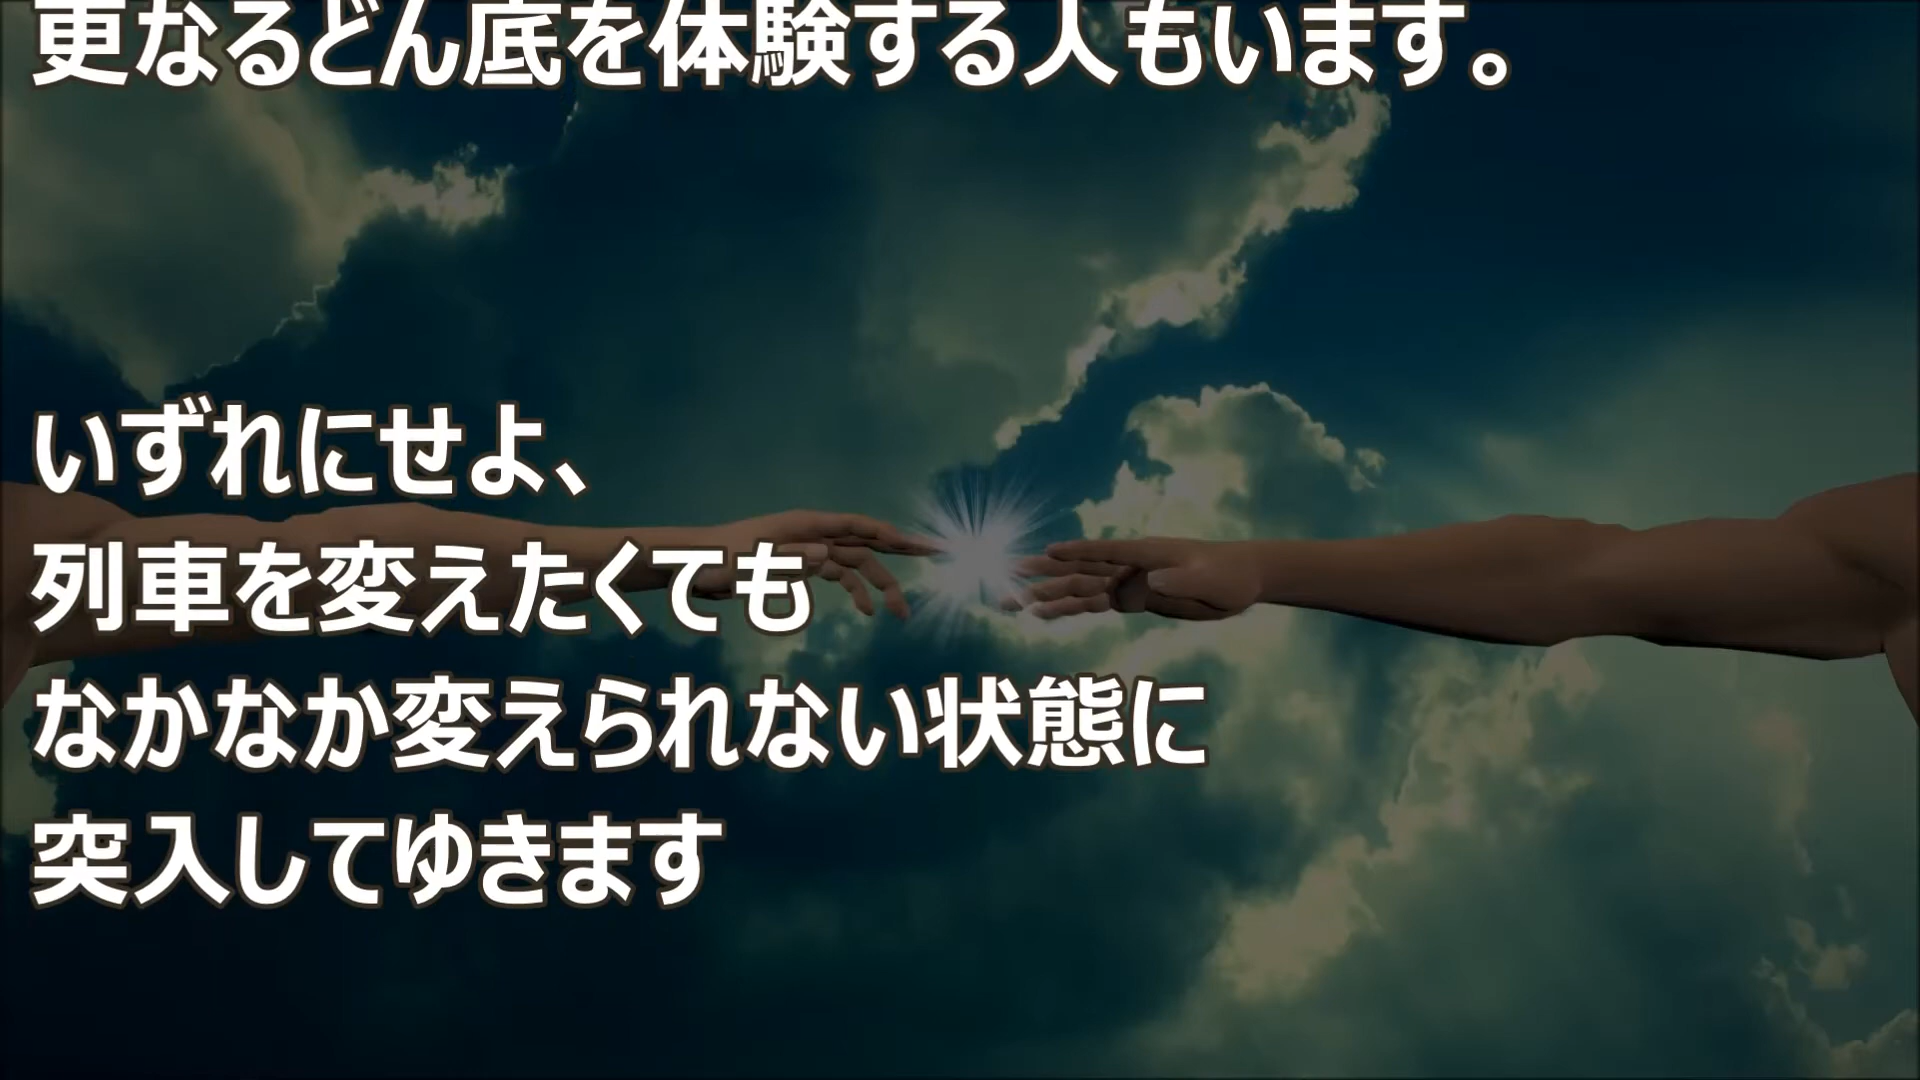 更なるどん底を体験する人もいます。
いずれにせよ、
列車を変えたくても
なかなか変えられない状態に
突入してゆきます